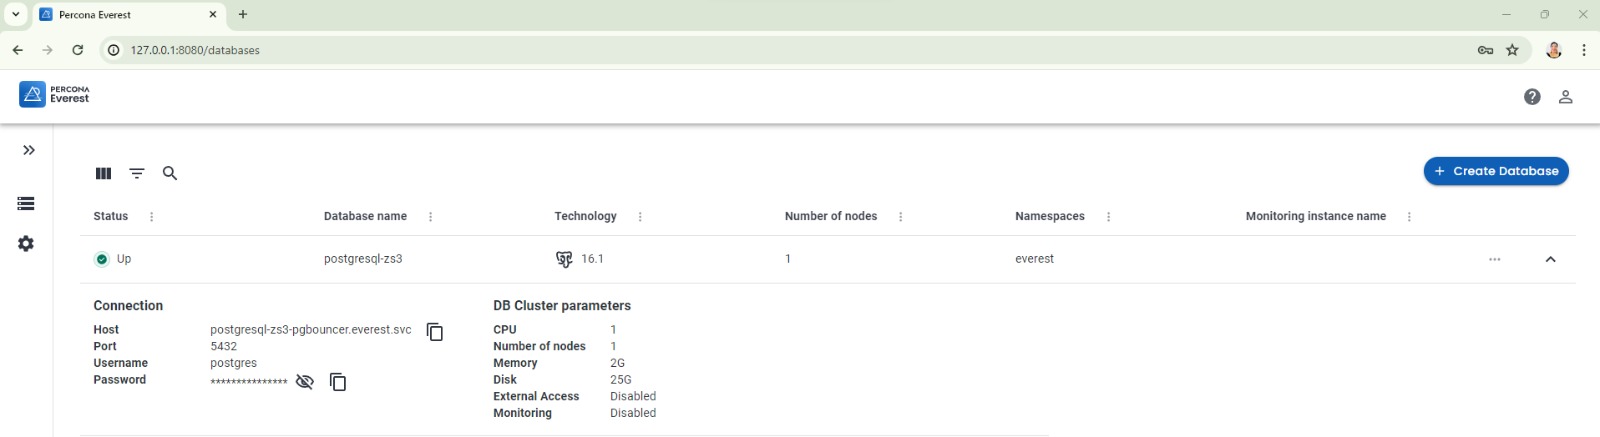 Percona Everest
127.0.0.1:8080/databases
PERCONA
Everest
+ Create Database
Status Database name Technology Number of nodes Namespaces Monitoring instance name
Up postgresql-zs3 16.1 1 everest
Connection DB Cluster parameters
Host postgresql-zs3-pgbouncer.everest.svc CPU 1
Port 5432 Number of nodes 1
Username postgres Memory 2G
Password *************** Disk 25G
External Access Disabled
Monitoring Disabled